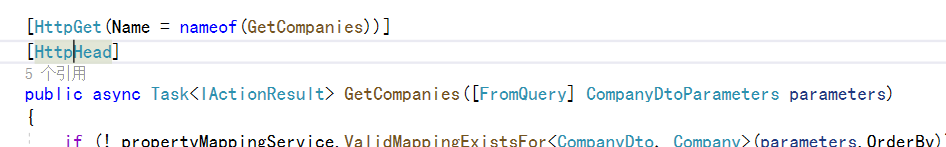 [HttpGet(Name = nameof(GetCompanies))]
[HttpHead]
5 个引用
public async Task<IActionResult> GetCompanies([FromQuery] CompanyDtoParameters parameters)
{
if (!_propertyMappingService.ValidMappingExistsFor<CompanyDto, Company>(parameters.OrderBy))